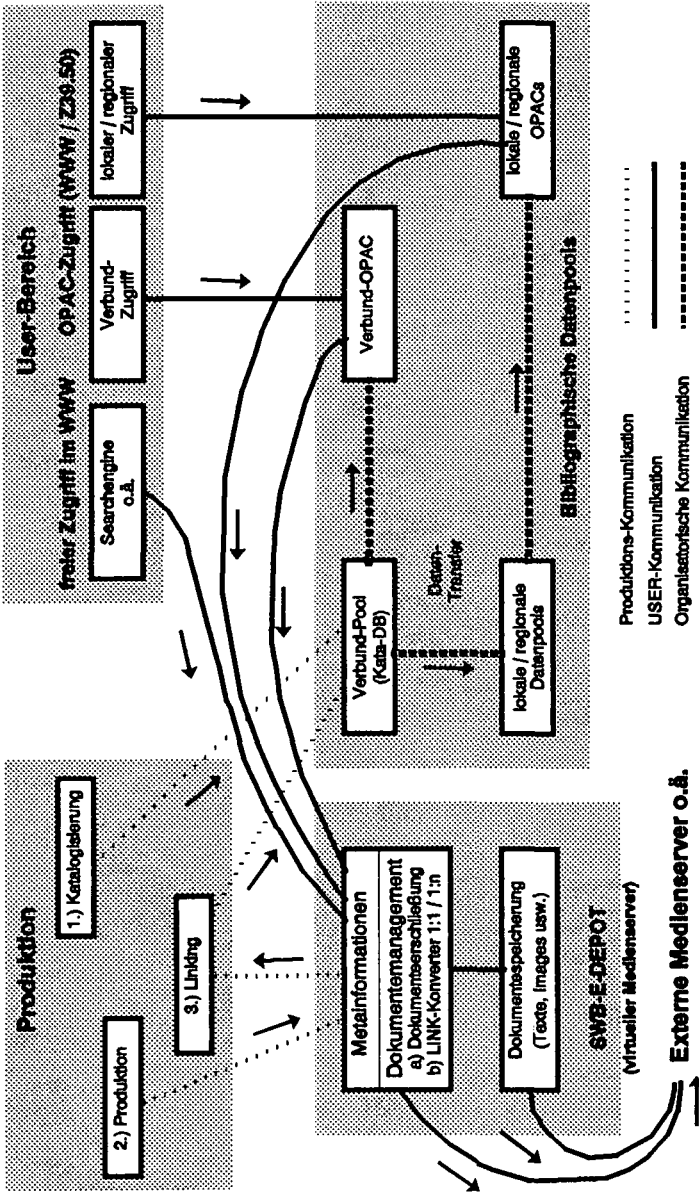 Produktion
1.) Katalogisierung
2.) Produktion
3.) Linking
User-Bereich
freier Zugriff im WWW
OPAC-Zugriff (WWW / Z39.50)
Searchengine
o.ä.
Verbund-
Zugriff
lokaler / regionaler
Zugriff
Metainformationen
Dokumentemanagement
a) Dokumenteerschließung
b) LINK-Konverter 1:1 / 1:n
Dokumentespeicherung
(Texte, Images usw.)
SWB-E-DEPOT
(virtueller Medienserver)
Externe Medienserver o.ä.
Verbund-Pool
(Kata-DB)
Verbund-OPAC
Daten-
Transfer
lokale / regionale
Datenpools
lokale / regionale
OPACs
Bibliographische Datenpools
Produktions-Kommunikation
USER-Kommunikation
Organisatorische Kommunikation